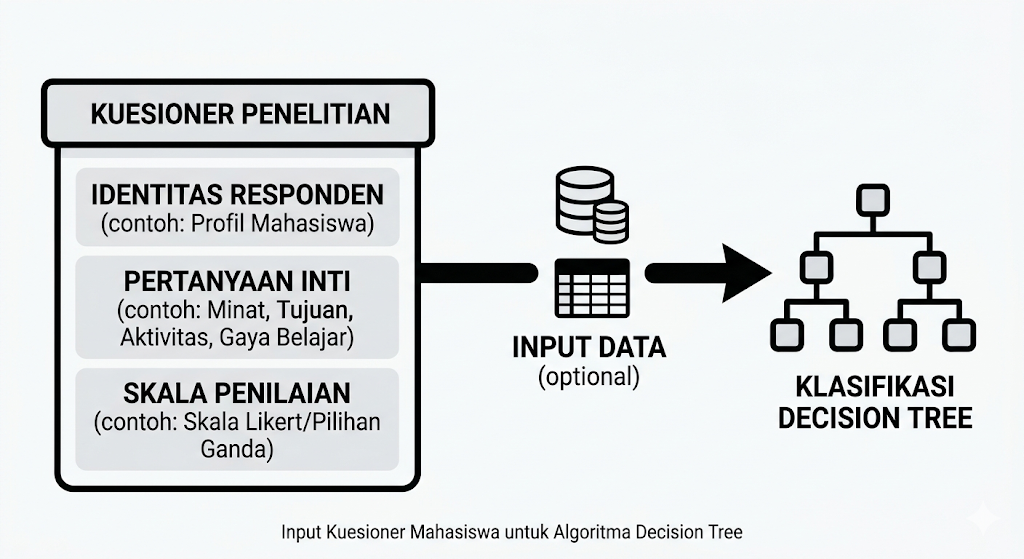 KUESIONER PENELITIAN
IDENTITAS RESPONDEN
(contoh: Profil Mahasiswa)
PERTANYAAN INTI
(contoh: Minat, Tujuan,
Aktivitas, Gaya Belajar)
SKALA PENILAIAN
(contoh: Skala Likert/Pilihan
Ganda)
INPUT DATA
(optional)
KLASIFIKASI
DECISION TREE
Input Kuesioner Mahasiswa untuk Algoritma Decision Tree